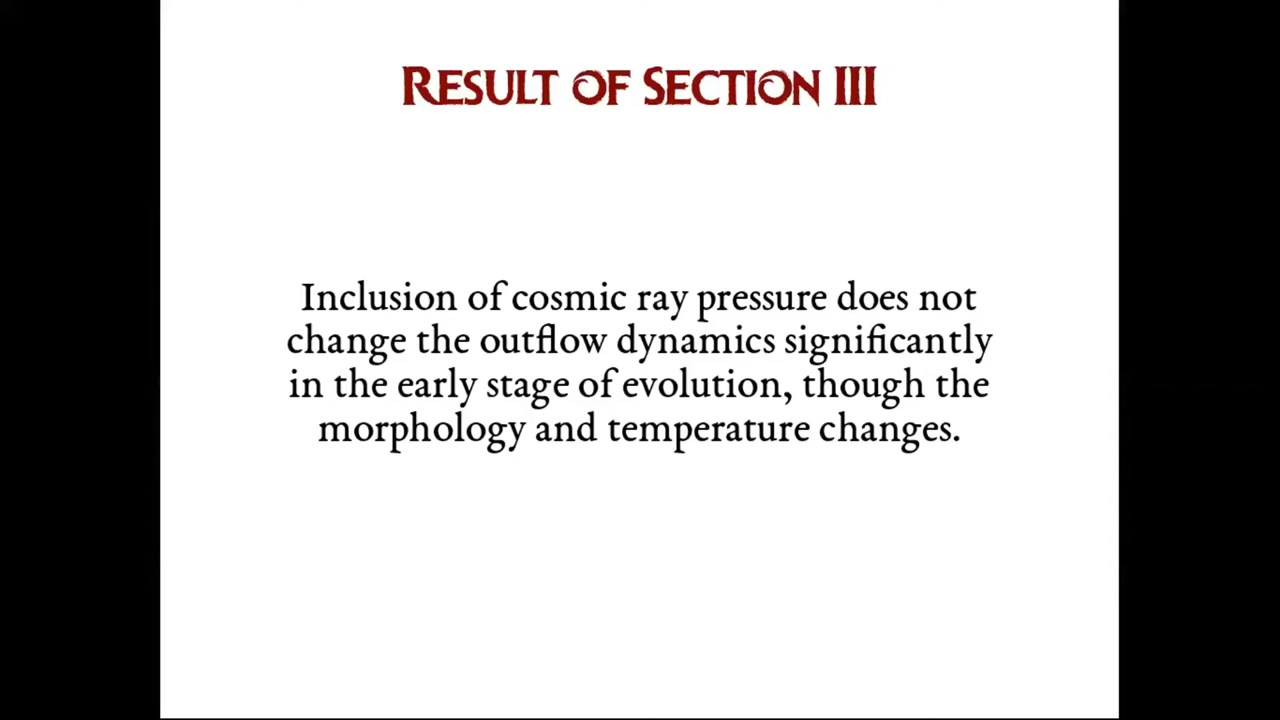 Result of Section III
Inclusion of cosmic ray pressure does not
change the outflow dynamics significantly
in the early stage of evolution, though the
morphology and temperature changes.